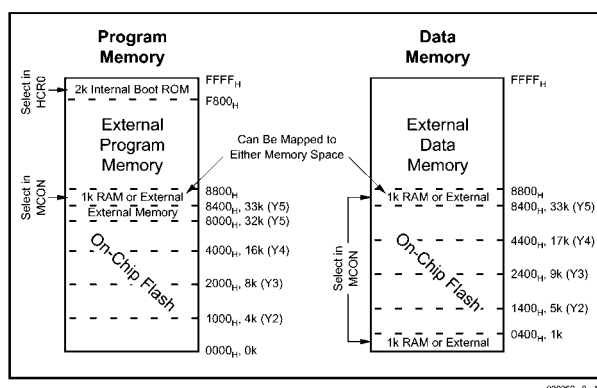 Program
Memory
Select in
HCR0
2k Internal Boot ROM
FFFFH
F800H
External
Program
Memory
Select in
MCON
1k RAM or External
External Memory
8800H
8400H, 33k (Y5)
8000H, 32k (Y5)
On-Chip Flash
4000H, 16k (Y4)
2000H, 8k (Y3)
1000H, 4k (Y2)
0000H, 0k
Can Be Mapped to
Either Memory Space
Data
Memory
FFFFH
External
Data
Memory
1k RAM or External
8800H
8400H, 33k (Y5)
Select in
MCON
On-Chip Flash
4400H, 17k (Y4)
2400H, 9k (Y3)
1400H, 5k (Y2)
0400H, 1k
1k RAM or External